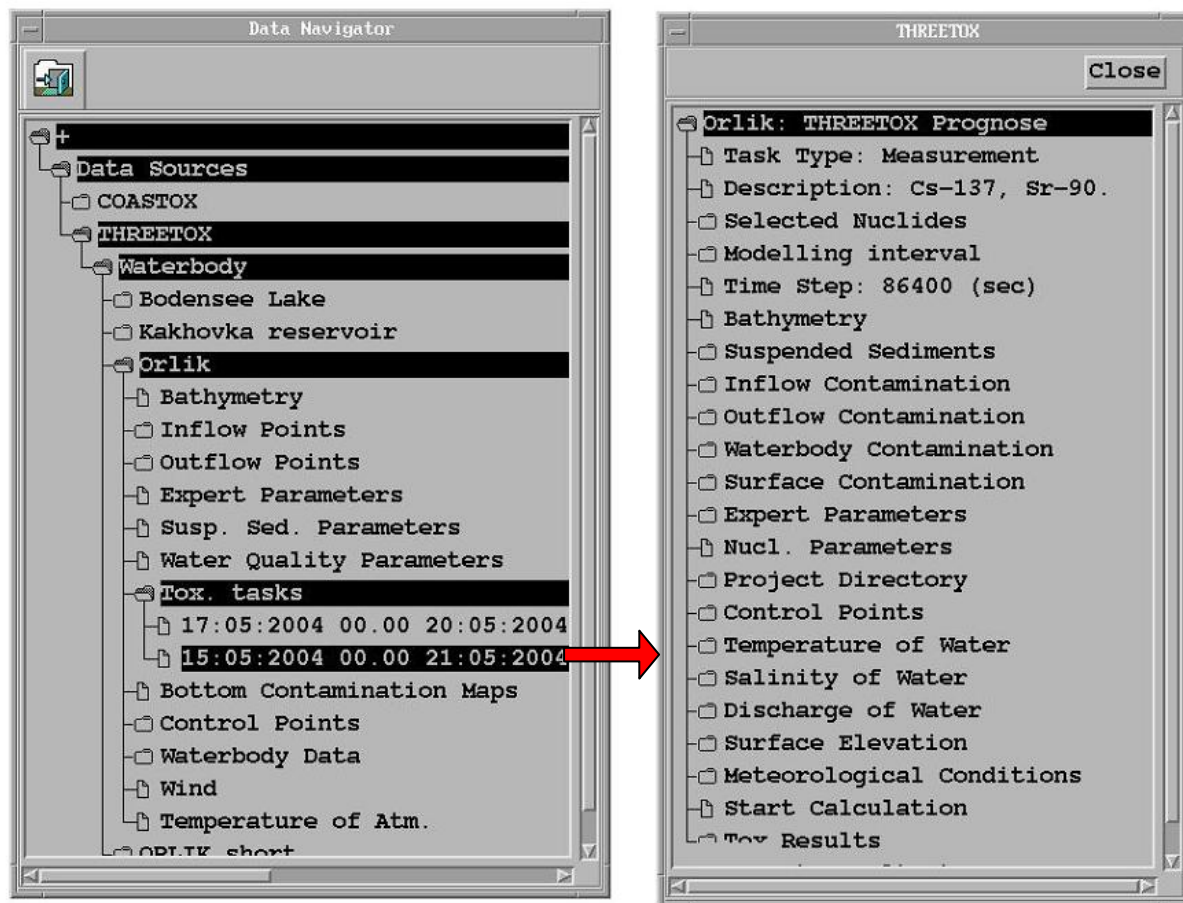 Data Navigator
+
Data Sources
COASTOX
THREETOX
Waterbody
Bodensee Lake
Kakhovka reservoir
Orlik
Bathymetry
Inflow Points
Outflow Points
Expert Parameters
Susp. Sed. Parameters
Water Quality Parameters
Tox. tasks
17:05:2004 00.00 20:05:2004
15:05:2004 00.00 21:05:2004
Bottom Contamination Maps
Control Points
Waterbody Data
Wind
Temperature of Atm.
ORLIK short
THREETOX
Close
Orlik: THREETOX Prognose
Task Type: Measurement
Description: Cs-137, Sr-90.
Selected Nuclides
Modelling interval
Time Step: 86400 (sec)
Bathymetry
Suspended Sediments
Inflow Contamination
Outflow Contamination
Waterbody Contamination
Surface Contamination
Expert Parameters
Nucl. Parameters
Project Directory
Control Points
Temperature of Water
Salinity of Water
Discharge of Water
Surface Elevation
Meteorological Conditions
Start Calculation
Tox Results